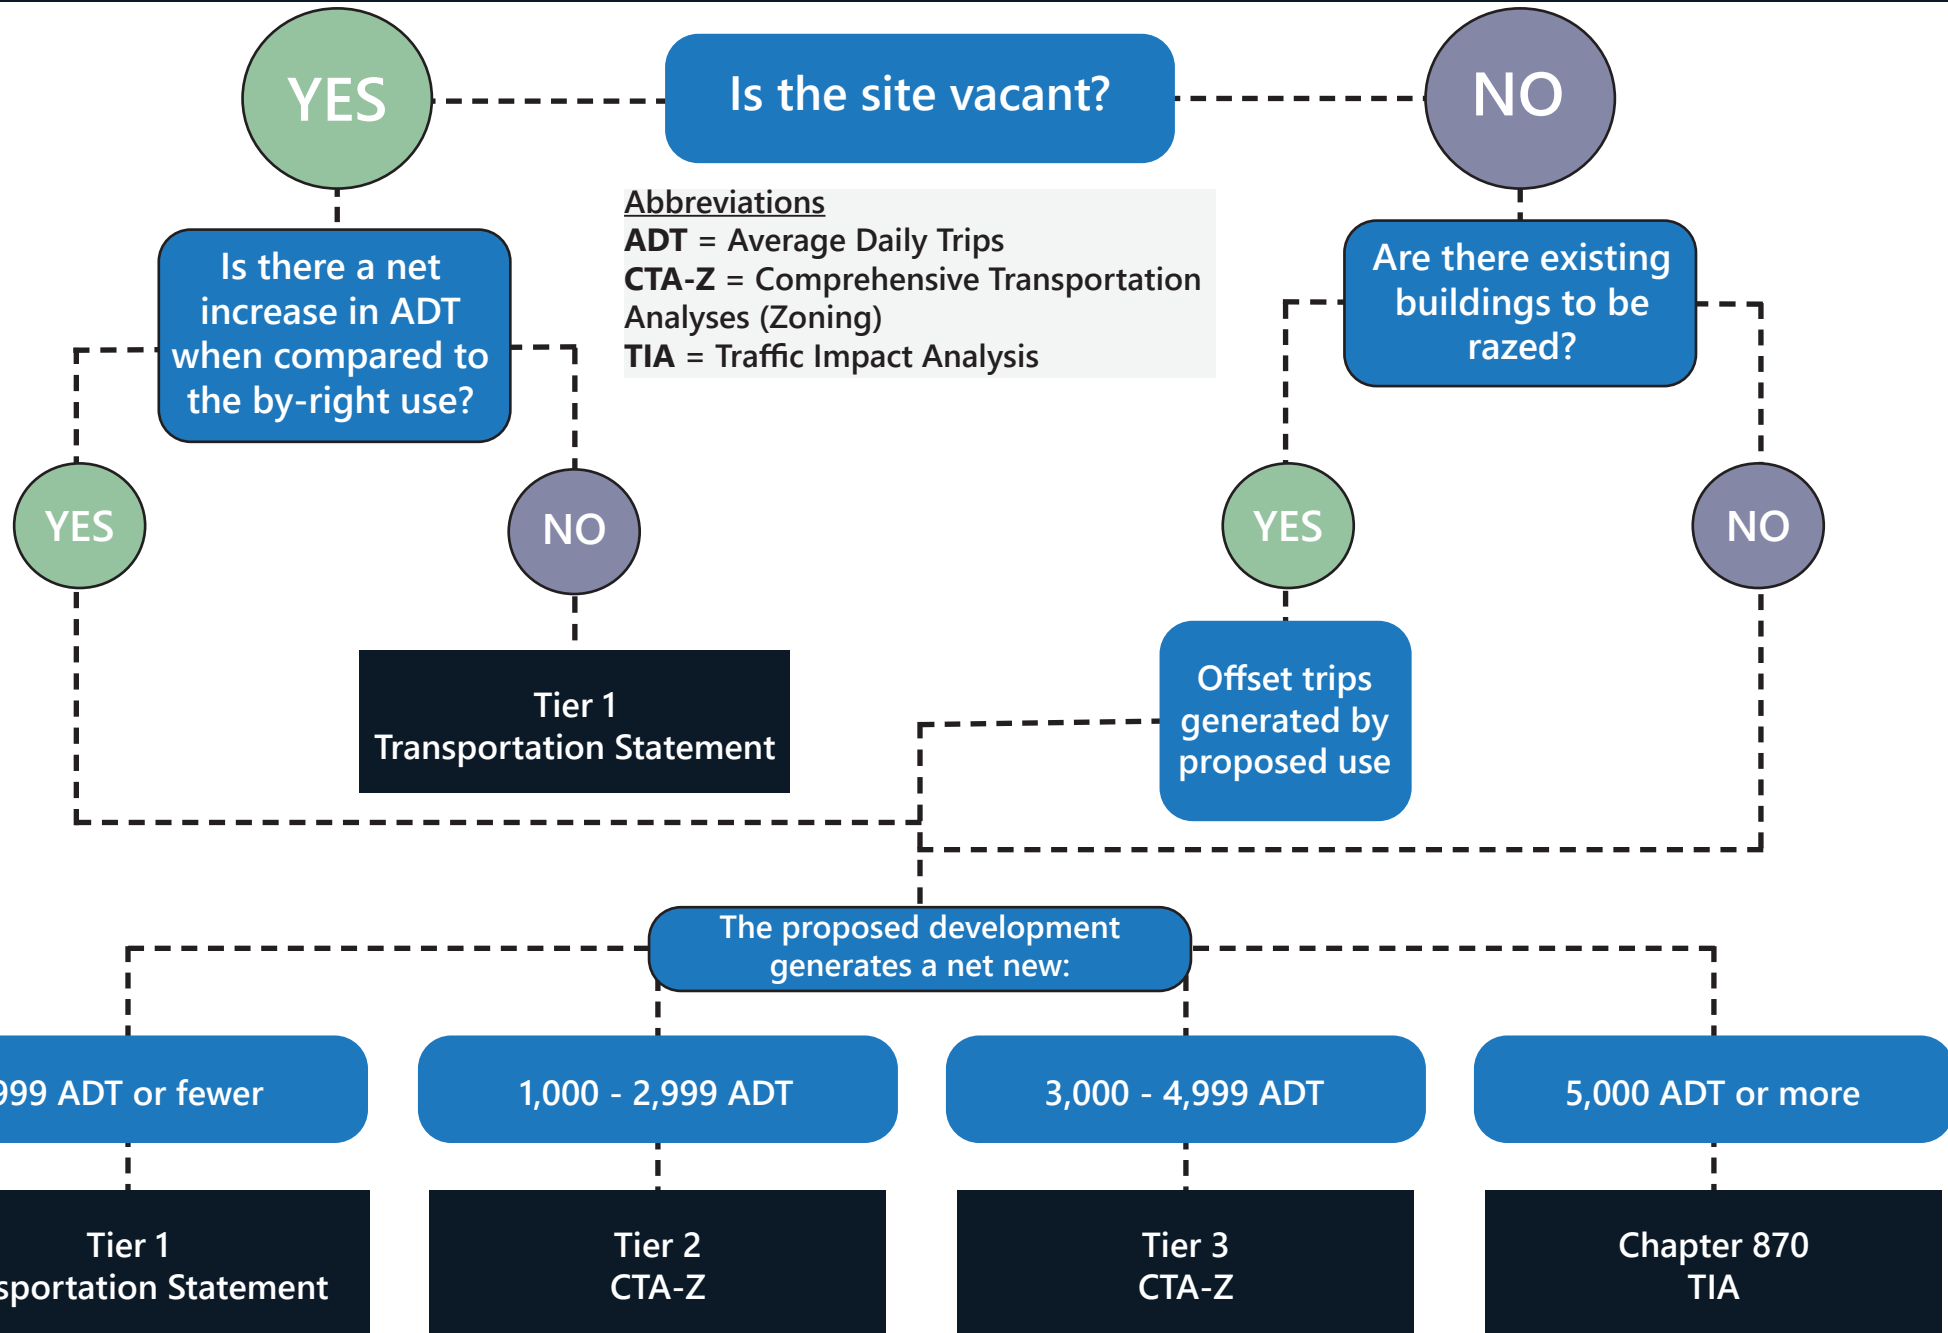 YES
Is the site vacant?
NO
Abbreviations
ADT = Average Daily Trips
CTA-Z = Comprehensive Transportation
Analyses (Zoning)
TIA = Traffic Impact Analysis
Is there a net
increase in ADT
when compared to
the by-right use?
Are there existing
buildings to be
razed?
YES
NO
YES
NO
Tier 1
Transportation Statement
Offset trips
generated by
proposed use
The proposed development
generates a net new:
999 ADT or fewer
1,000 - 2,999 ADT
3,000 - 4,999 ADT
5,000 ADT or more
Tier 1
sportation Statement
Tier 2
CTA-Z
Tier 3
CTA-Z
Chapter 870
TIA